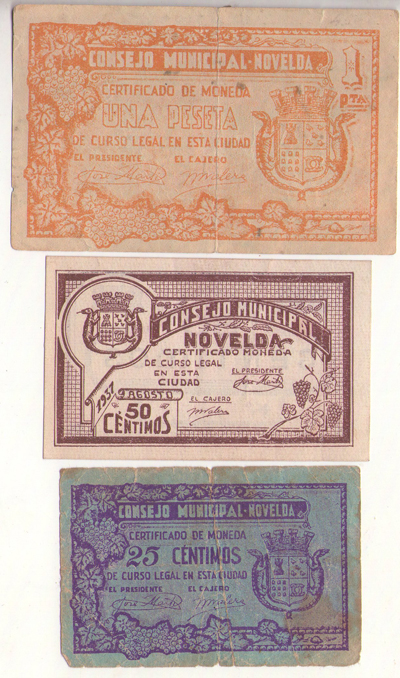 CONSEJO MUNICIPAL-NOVELDA
1
PTA.
CERTIFICADO DE MONEDA
UNA PESETA
DE CURSO LEGAL EN ESTA CIUDAD
EL PRESIDENTE EL CAJERO
CONSEJO MUNICIPAL
NOVELDA
CERTIFICADO MONEDA
DE CURSO LEGAL
EN ESTA
CIUDAD
EL PRESIDENTE
1937
1 AGOSTO
EL CAJERO
50
CÉNTIMOS
CONSEJO MUNICIPAL-NOVELDA
CERTIFICADO DE MONEDA
25 CÉNTIMOS
DE CURSO LEGAL EN ESTA CIUDAD
EL PRESIDENTE EL CAJERO